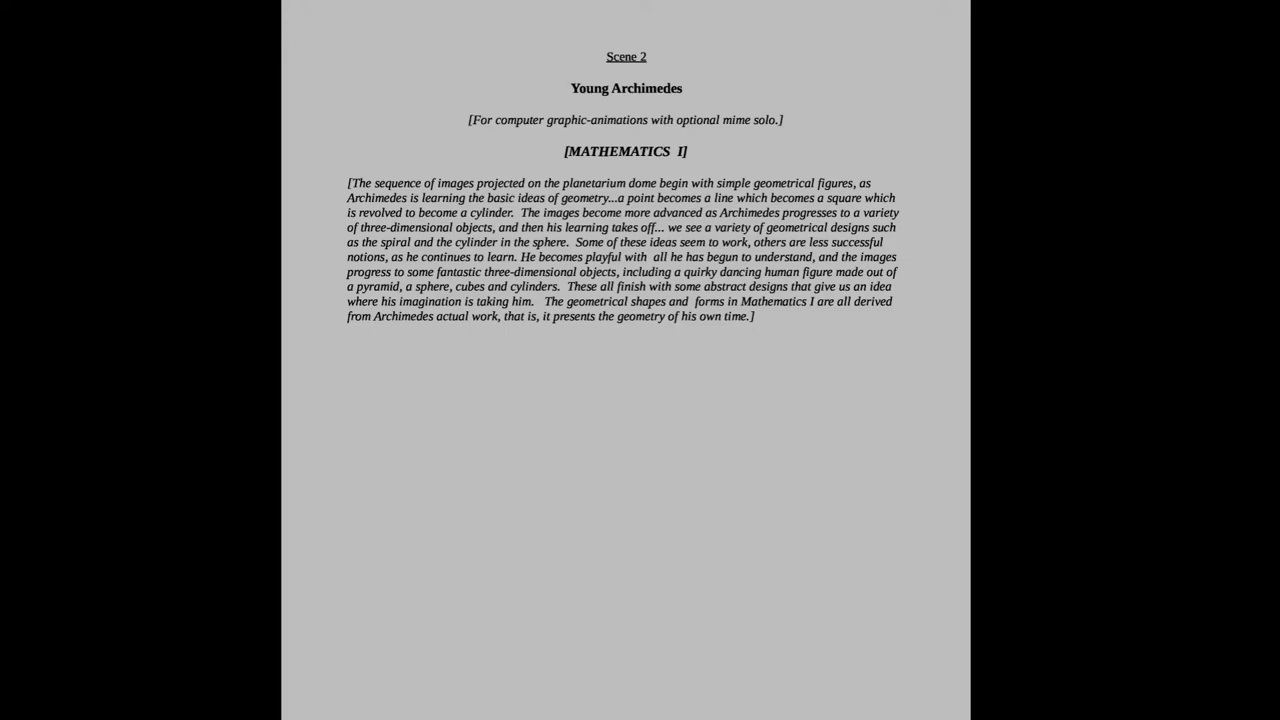 Scene 2
Young Archimedes
[For computer graphic-animations with optional mime solo.]
[MATHEMATICS  I]
[The sequence of images projected on the planetarium dome begin with simple geometrical figures, as
Archimedes is learning the basic ideas of geometry...a point becomes a line which becomes a square which
is revolved to become a cylinder.  The images become more advanced as Archimedes progresses to a variety
of three-dimensional objects, and then his learning takes off... we see a variety of geometrical designs such
as the spiral and the cylinder in the sphere.  Some of these ideas seem to work, others are less successful
notions, as he continues to learn. He becomes playful with  all he has begun to understand, and the images
progress to some fantastic three-dimensional objects, including a quirky dancing human figure made out of
a pyramid, a sphere, cubes and cylinders.  These all finish with some abstract designs that give us an idea
where his imagination is taking him.   The geometrical shapes and  forms in Mathematics I are all derived
from Archimedes actual work, that is, it presents the geometry of his own time.]